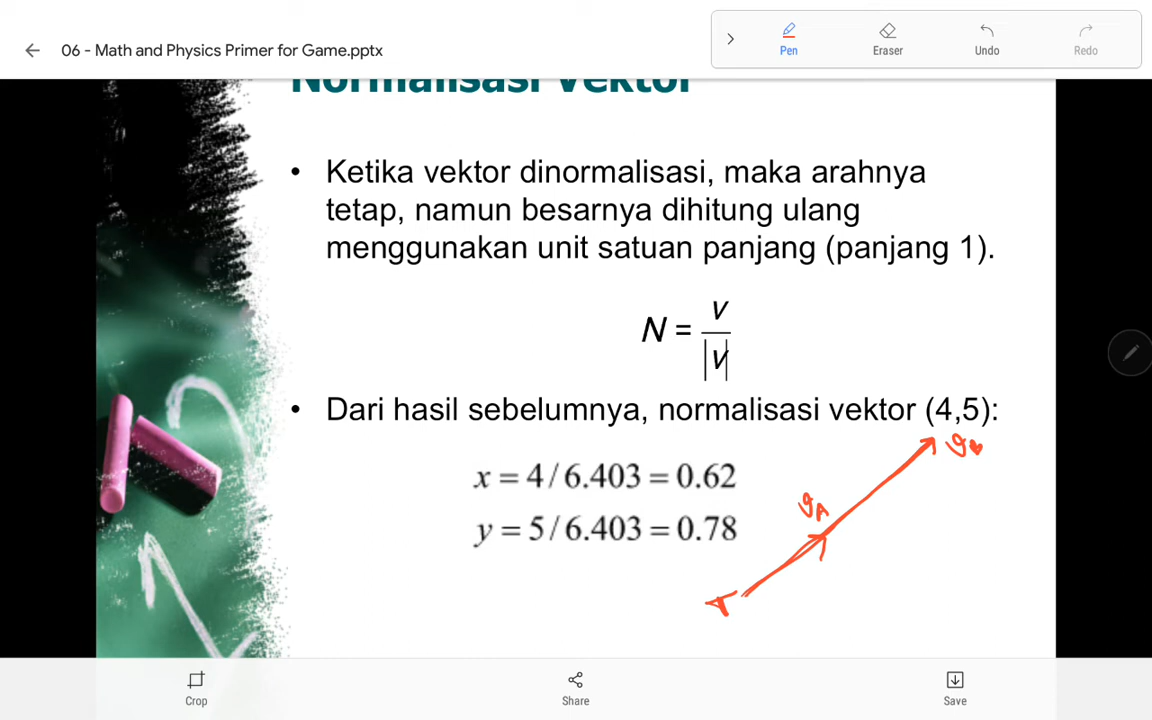 06 - Math and Physics Primer for Game.pptx
Pen
Eraser
Undo
Redo
Normalisasi Vektor
• Ketika vektor dinormalisasi, maka arahnya
tetap, namun besarnya dihitung ulang
menggunakan unit satuan panjang (panjang 1).
N = v / |v|
• Dari hasil sebelumnya, normalisasi vektor (4,5):
x = 4 / 6.403 = 0.62
y = 5 / 6.403 = 0.78
Crop
Share
Save